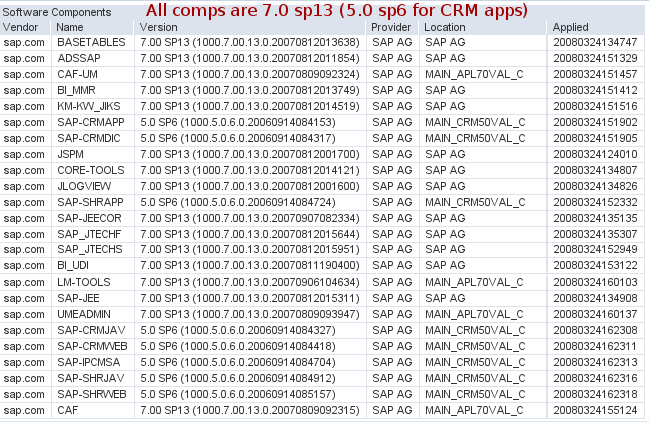 Software Components All comps are 7.0 sp13 (5.0 sp6 for CRM apps)
Vendor Name Version Provider Location Applied
sap.com BASETABLES 7.00 SP13 (1000.7.00.13.0.20070812013638) SAP AG SAP AG 20080324134747
sap.com ADSSAP 7.00 SP13 (1000.7.00.13.0.20070812011854) SAP AG SAP AG 20080324151329
sap.com CAF-UM 7.00 SP13 (1000.7.00.13.0.20070809092324) SAP AG MAIN_APL70VAL_C 20080324151457
sap.com BI_MMR 7.00 SP13 (1000.7.00.13.0.20070812013749) SAP AG SAP AG 20080324151412
sap.com KM-KW_JIKS 7.00 SP13 (1000.7.00.13.0.20070812014519) SAP AG SAP AG 20080324151516
sap.com SAP-CRMAPP 5.0 SP6 (1000.5.0.6.0.20060914084153) SAP AG MAIN_CRM50VAL_C 20080324151902
sap.com SAP-CRMDIC 5.0 SP6 (1000.5.0.6.0.20060914084317) SAP AG MAIN_CRM50VAL_C 20080324151905
sap.com JSPM 7.00 SP13 (1000.7.00.13.0.20070812001700) SAP AG SAP AG 20080324124010
sap.com CORE-TOOLS 7.00 SP13 (1000.7.00.13.0.20070812014121) SAP AG SAP AG 20080324134807
sap.com JLOGVIEW 7.00 SP13 (1000.7.00.13.0.20070812001600) SAP AG SAP AG 20080324134826
sap.com SAP-SHRAPP 5.0 SP6 (1000.5.0.6.0.20060914084724) SAP AG MAIN_CRM50VAL_C 20080324152332
sap.com SAP-JEECOR 7.00 SP13 (1000.7.00.13.0.20070907082334) SAP AG SAP AG 20080324135135
sap.com SAP_JTECHF 7.00 SP13 (1000.7.00.13.0.20070812015644) SAP AG SAP AG 20080324135307
sap.com SAP_JTECHS 7.00 SP13 (1000.7.00.13.0.20070812015951) SAP AG SAP AG 20080324152949
sap.com BI_UDI 7.00 SP13 (1000.7.00.13.0.20070811190400) SAP AG SAP AG 20080324153122
sap.com LM-TOOLS 7.00 SP13 (1000.7.00.13.0.20070906104634) SAP AG MAIN_APL70VAL_C 20080324160103
sap.com SAP-JEE 7.00 SP13 (1000.7.00.13.0.20070812015311) SAP AG SAP AG 20080324134908
sap.com UMEADMIN 7.00 SP13 (1000.7.00.13.0.20070809093947) SAP AG MAIN_APL70VAL_C 20080324160137
sap.com SAP-CRMJAV 5.0 SP6 (1000.5.0.6.0.20060914084327) SAP AG MAIN_CRM50VAL_C 20080324162308
sap.com SAP-CRMWEB 5.0 SP6 (1000.5.0.6.0.20060914084418) SAP AG MAIN_CRM50VAL_C 20080324162311
sap.com SAP-IPCMSA 5.0 SP6 (1000.5.0.6.0.20060914084704) SAP AG MAIN_CRM50VAL_C 20080324162313
sap.com SAP-SHRJAV 5.0 SP6 (1000.5.0.6.0.20060914084912) SAP AG MAIN_CRM50VAL_C 20080324162316
sap.com SAP-SHRWEB 5.0 SP6 (1000.5.0.6.0.20060914085157) SAP AG MAIN_CRM50VAL_C 20080324162318
sap.com CAF 7.00 SP13 (1000.7.00.13.0.20070809092315) SAP AG MAIN_APL70VAL_C 20080324155124